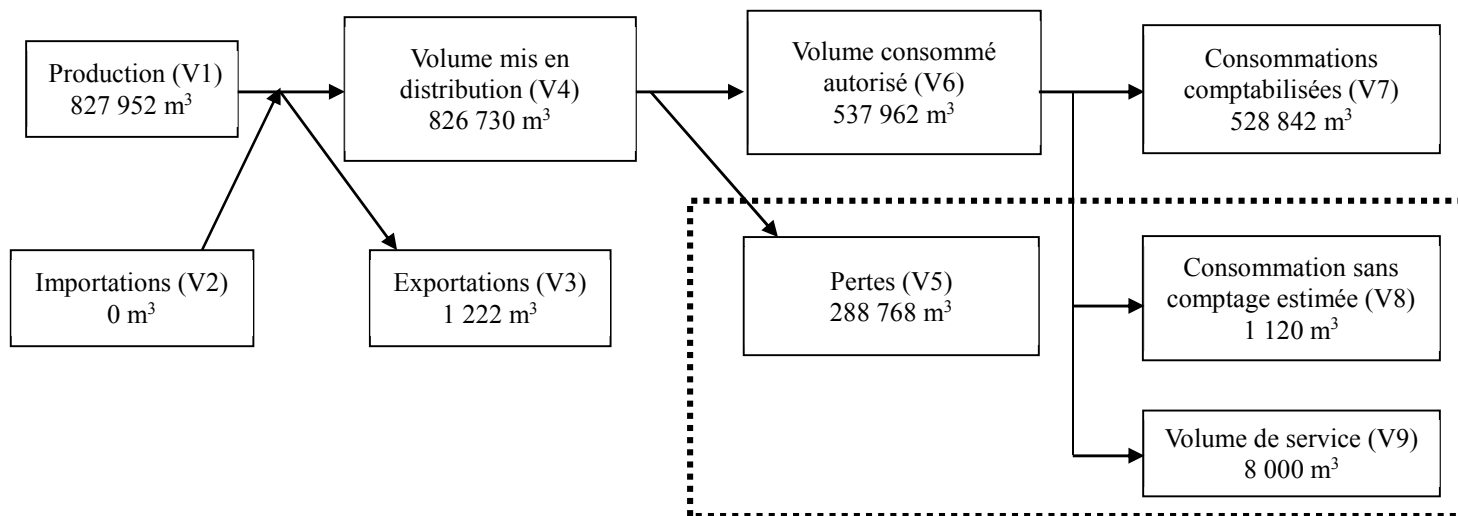 Production (V1)
827 952 m³
Volume mis en
distribution (V4)
826 730 m³
Volume consommé
autorisé (V6)
537 962 m³
Consommations
comptabilisées (V7)
528 842 m³
Importations (V2)
0 m³
Exportations (V3)
1 222 m³
Pertes (V5)
288 768 m³
Consommation sans
comptage estimée (V8)
1 120 m³
Volume de service (V9)
8 000 m³